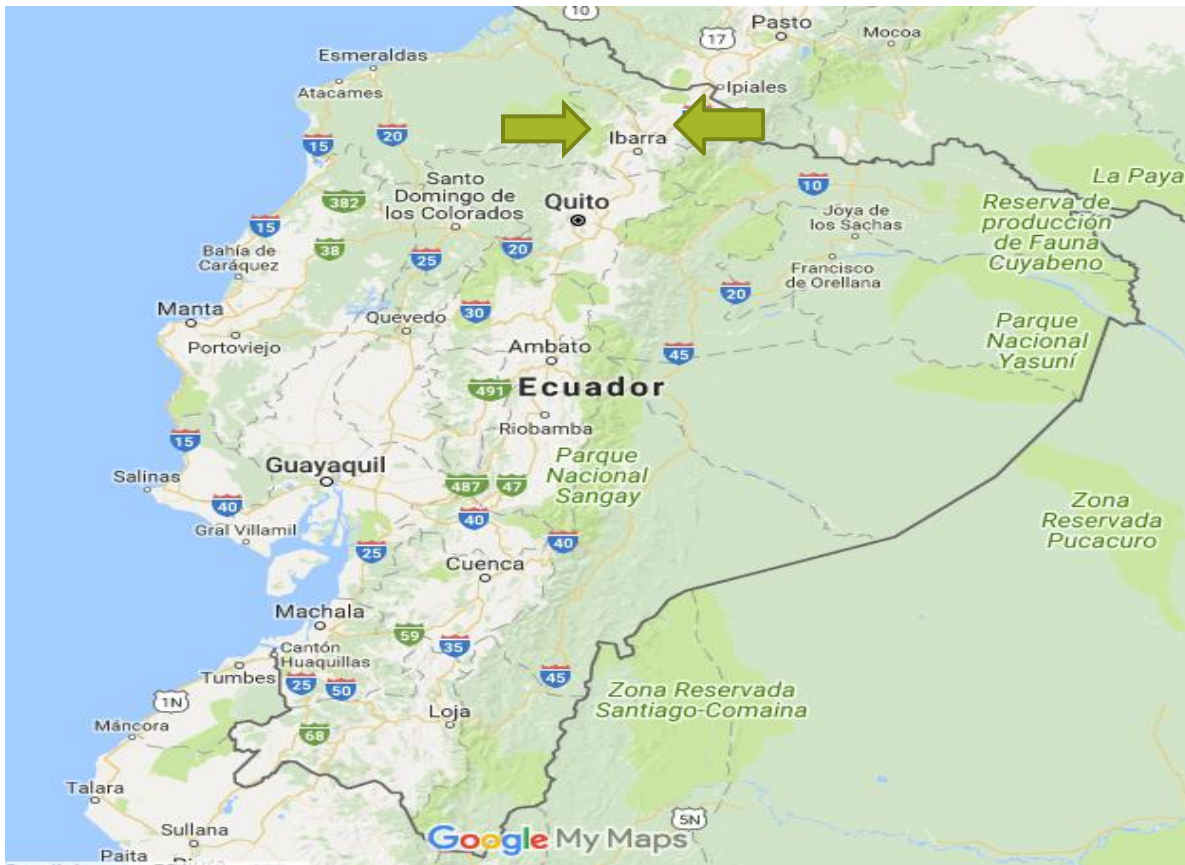 10
Pasto
17
Mocoa
Esmeraldas
Ipiales
Atacames
20
15
Ibarra
La Paya
Santo
Domingo de
los Colorados
10
382
Quito
Reserva de
producción
de Fauna
Cuyabeno
Joya de
los Sachas
15
38
20
Bahía de
Caráquez
25
Francisco
de Orellana
20
Manta
30
Quevedo
Parque
Nacional
Yasuní
Portoviejo
Ambato
45
491
Ecuador
Riobamba
15
Guayaquil
Parque
Nacional
Sangay
Salinas
487
47
40
Zona
Reservada
Pucacuro
40
Gral Villamil
25
40
Cuenca
Machala
59
35
Cantón
Huaquillas
Tumbes
25
50
45
Zona Reservada
Santiago-Comaina
1N
Loja
Máncora
68
Talara
5N
Sullana
Google My Maps
Paita